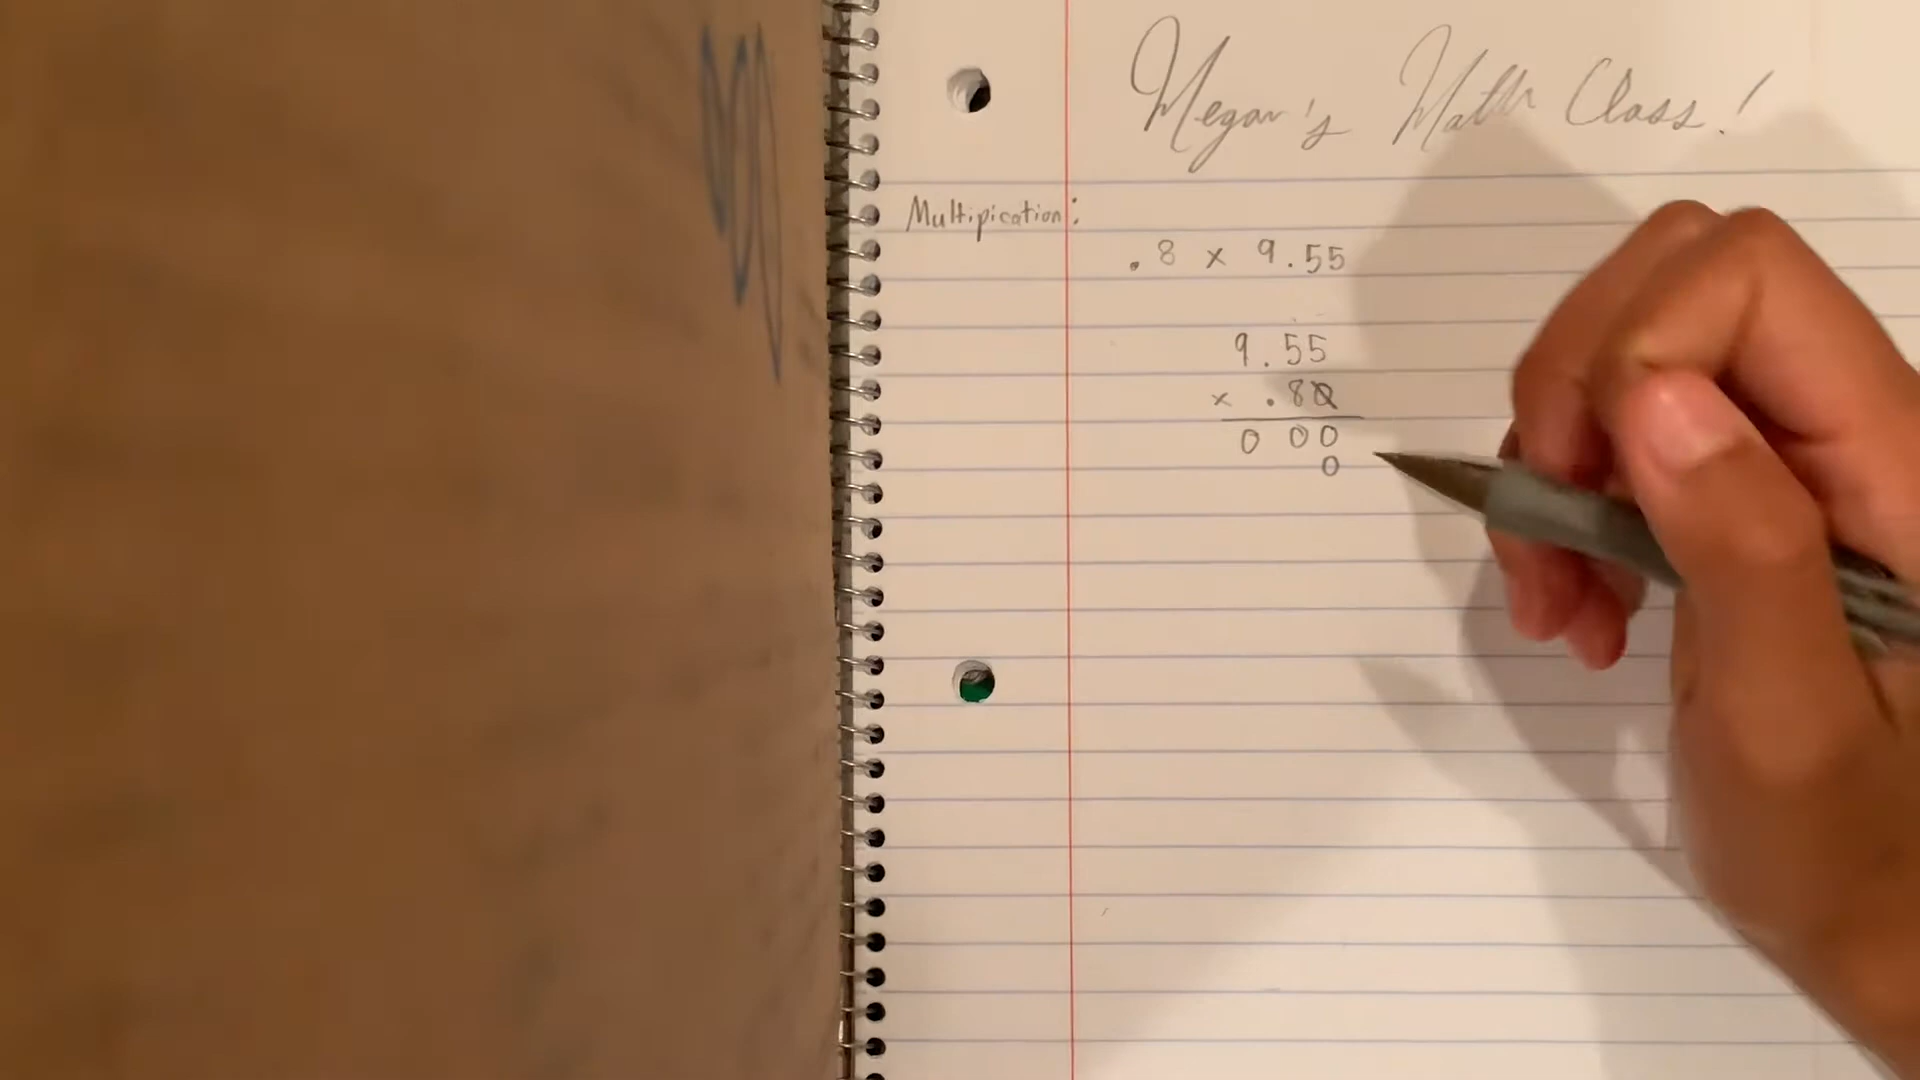 Megan's Math Class!
Multipication:
.8 x 9.55
9.55
x .80
0 00
0